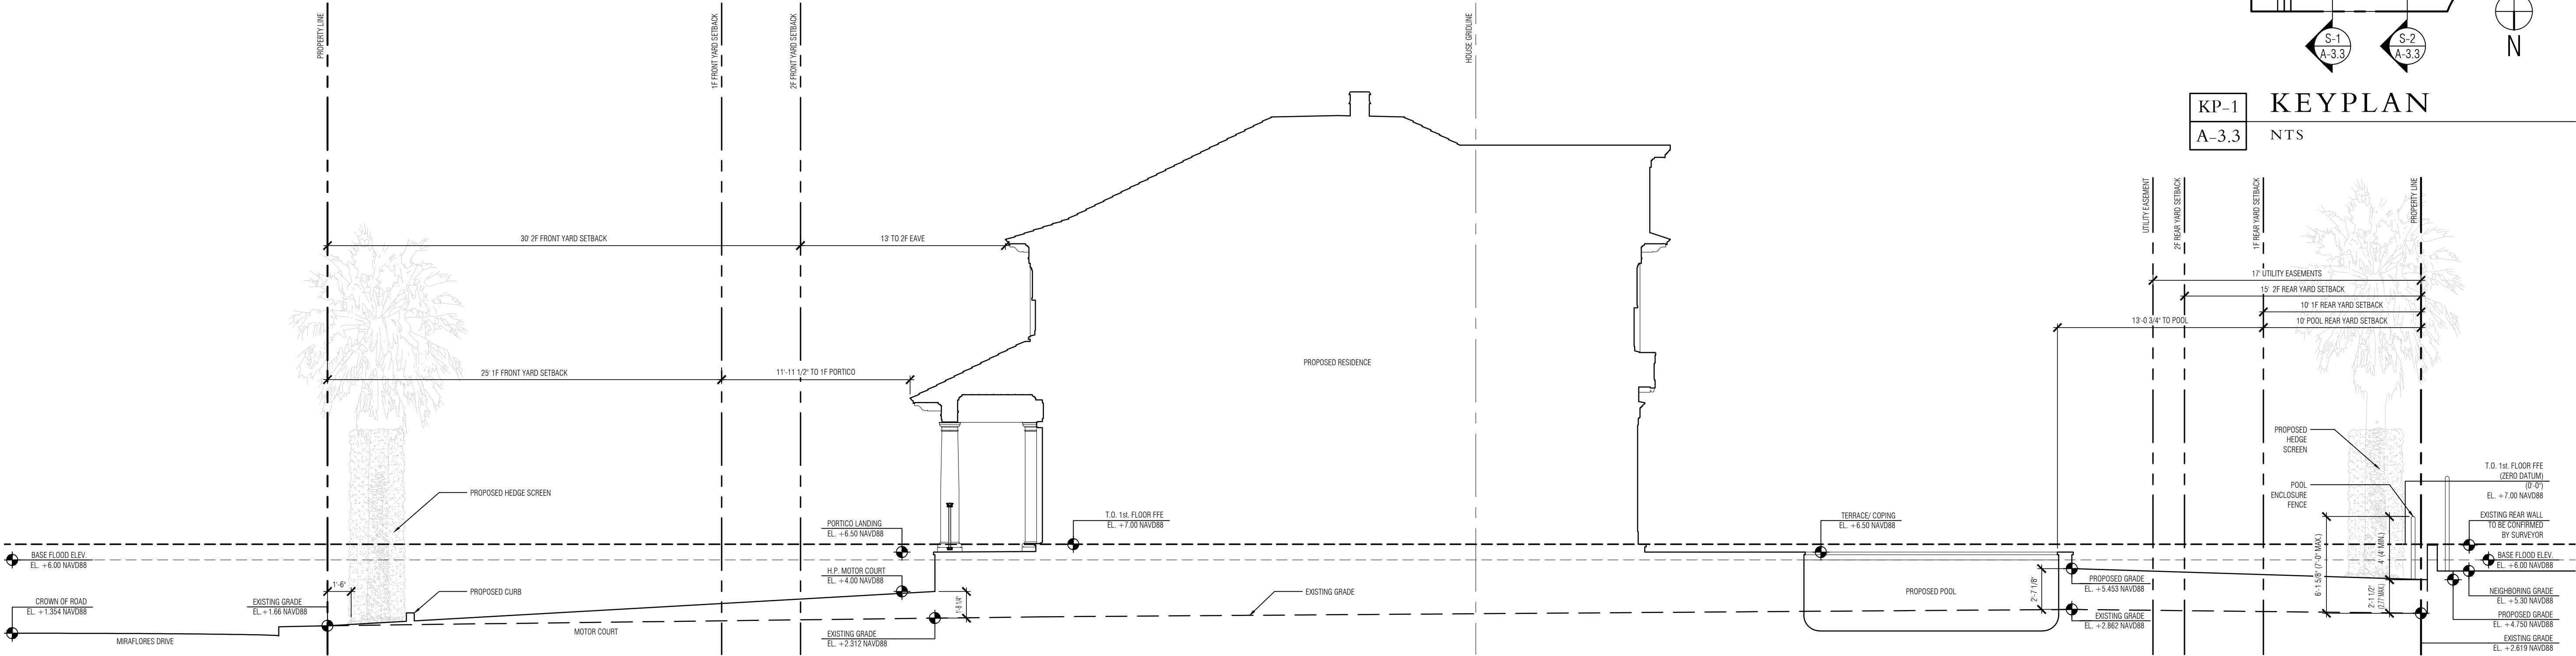 PROPERTY LINE
1F FRONT YARD SETBACK
2F FRONT YARD SETBACK
HOUSE GRIDLINE
S-1
A-3.3
S-2
A-3.3
N
KP-1
KEYPLAN
A-3.3
NTS
UTILITY EASEMENT
2F REAR YARD SETBACK
1F REAR YARD SETBACK
PROPERTY LINE
30' 2F FRONT YARD SETBACK
13' TO 2F EAVE
17' UTILITY EASEMENTS
15' 2F REAR YARD SETBACK
10' 1F REAR YARD SETBACK
13'-0 3/4" TO POOL
10' POOL REAR YARD SETBACK
PROPOSED RESIDENCE
25' 1F FRONT YARD SETBACK
11'-11 1/2" TO 1F PORTICO
PROPOSED
HEDGE
SCREEN
PROPOSED HEDGE SCREEN
POOL
ENCLOSURE
FENCE
T.O. 1st. FLOOR FFE
(ZERO DATUM)
(0'-0")
EL. +7.00 NAVD88
PORTICO LANDING
EL. +6.50 NAVD88
T.O. 1st. FLOOR FFE
EL. +7.00 NAVD88
TERRACE/ COPING
EL. +6.50 NAVD88
EXISTING REAR WALL
TO BE CONFIRMED
BY SURVEYOR
BASE FLOOD ELEV.
EL. +6.00 NAVD88
BASE FLOOD ELEV.
EL. +6.00 NAVD88
H.P. MOTOR COURT
EL. +4.00 NAVD88
1'-6"
1'-8 1/4"
2'-7 1/8"
6'-1 5/8" (7'-0" MAX.)
4' (4' MIN.)
2'-1 1/2"
(2.77 MAX.)
CROWN OF ROAD
EL. +1.354 NAVD88
EXISTING GRADE
EL.+1.66 NAVD88
PROPOSED CURB
EXISTING GRADE
PROPOSED POOL
PROPOSED GRADE
EL. +5.453 NAVD88
NEIGHBORING GRADE
EL. +5.30 NAVD88
MIRAFLORES DRIVE
MOTOR COURT
EXISTING GRADE
EL. +2.312 NAVD88
EXISTING GRADE
EL. +2.862 NAVD88
PROPOSED GRADE
EL. +4.750 NAVD88
EXISTING GRADE
EL. +2.619 NAVD88